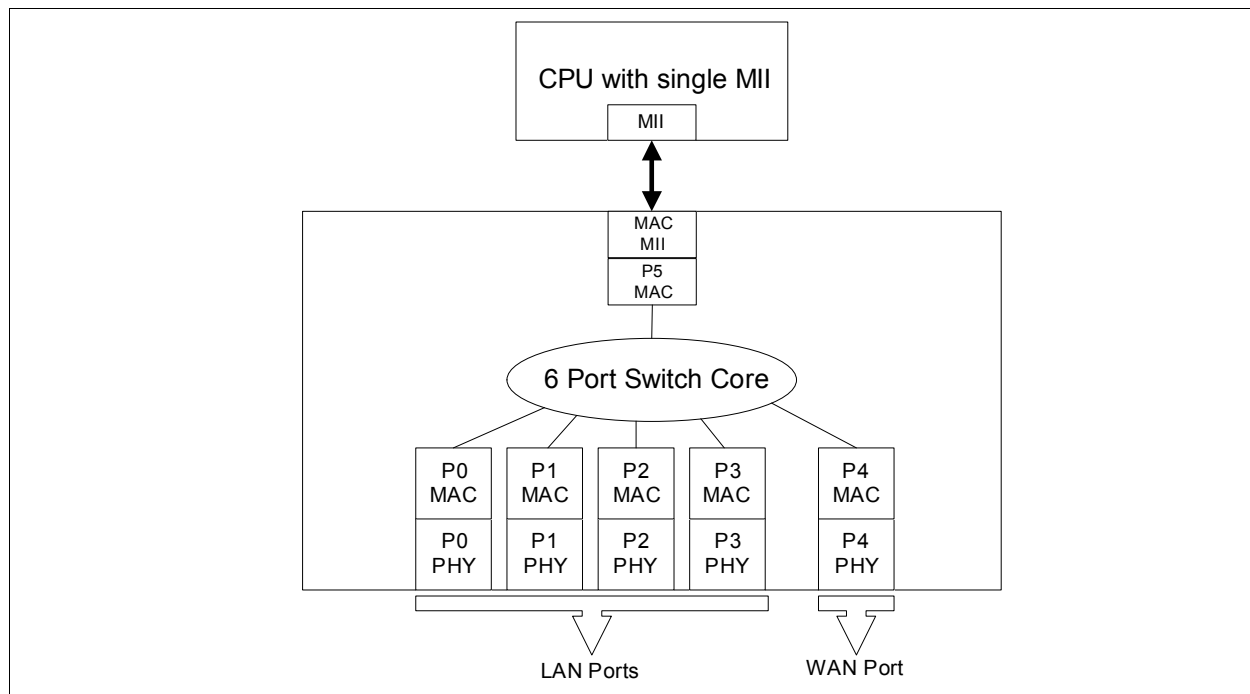 CPU with single MII
MII
MAC
MII
P5
MAC
6 Port Switch Core
P0
MAC
P1
MAC
P2
MAC
P3
MAC
P4
MAC
P0
PHY
P1
PHY
P2
PHY
P3
PHY
P4
PHY
LAN Ports
WAN Port